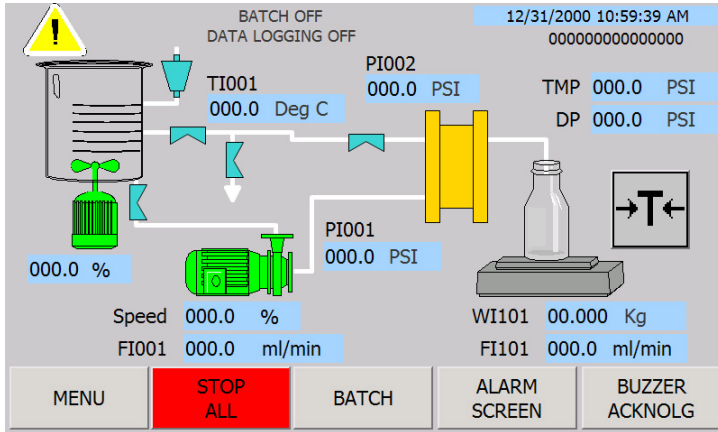 BATCH OFF
12/31/2000 10:59:39 AM
DATA LOGGING OFF
000000000000000
!
PI002
TI001
000.0 PSI
TMP 000.0 PSI
000.0 Deg C
DP 000.0 PSI
T
PI001
000.0 PSI
000.0 %
Speed 000.0 %
WI101 00.000 Kg
FI001 000.0 ml/min
FI101 000.0 ml/min
MENU
STOP
ALL
BATCH
ALARM
SCREEN
BUZZER
ACKNOLG